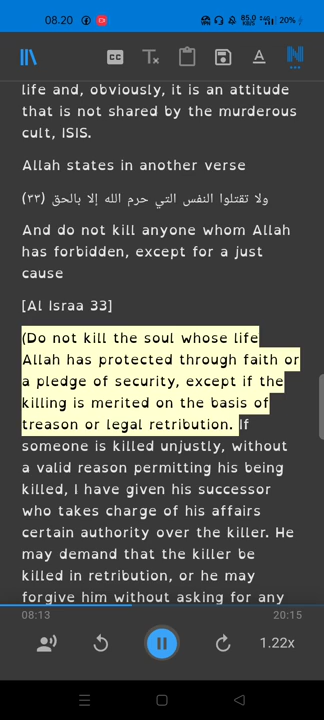 08.20
85.0 KB/S
20%
CC
life and, obviously, it is an attitude
that is not shared by the murderous
cult, ISIS.
Allah states in another verse
ولا تقتلوا النفس التي حرم الله إلا بالحق (٣٣)
And do not kill anyone whom Allah
has forbidden, except for a just
cause
[Al Israa 33]
(Do not kill the soul whose life
Allah has protected through faith or
a pledge of security, except if the
killing is merited on the basis of
treason or legal retribution. If
someone is killed unjustly, without
a valid reason permitting his being
killed, I have given his successor
who takes charge of his affairs
certain authority over the killer. He
may demand that the killer be
killed in retribution, or he may
forgive him without asking for any
08:13
20:15
1.22x